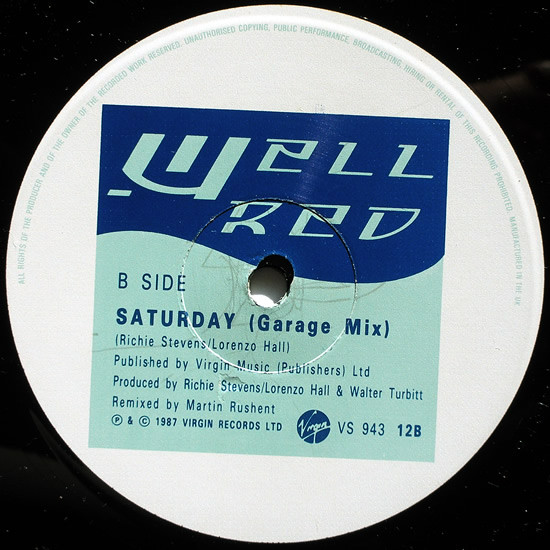 ALL RIGHTS OF THE PRODUCER AND OF THE OWNER OF THE RECORDED WORK RESERVED. UNAUTHORISED COPYING, PUBLIC PERFORMANCE, BROADCASTING, HIRING OR RENTAL OF THIS RECORDING PROHIBITED. MANUFACTURED IN THE UK
WELL
RED
B SIDE
SATURDAY (Garage Mix)
(Richie Stevens/Lorenzo Hall)
Published by Virgin Music (Publishers) Ltd
Produced by Richie Stevens/Lorenzo Hall & Walter Turbitt
Remixed by Martin Rushent
℗ & © 1987 VIRGIN RECORDS LTD Virgin VS 943 12B